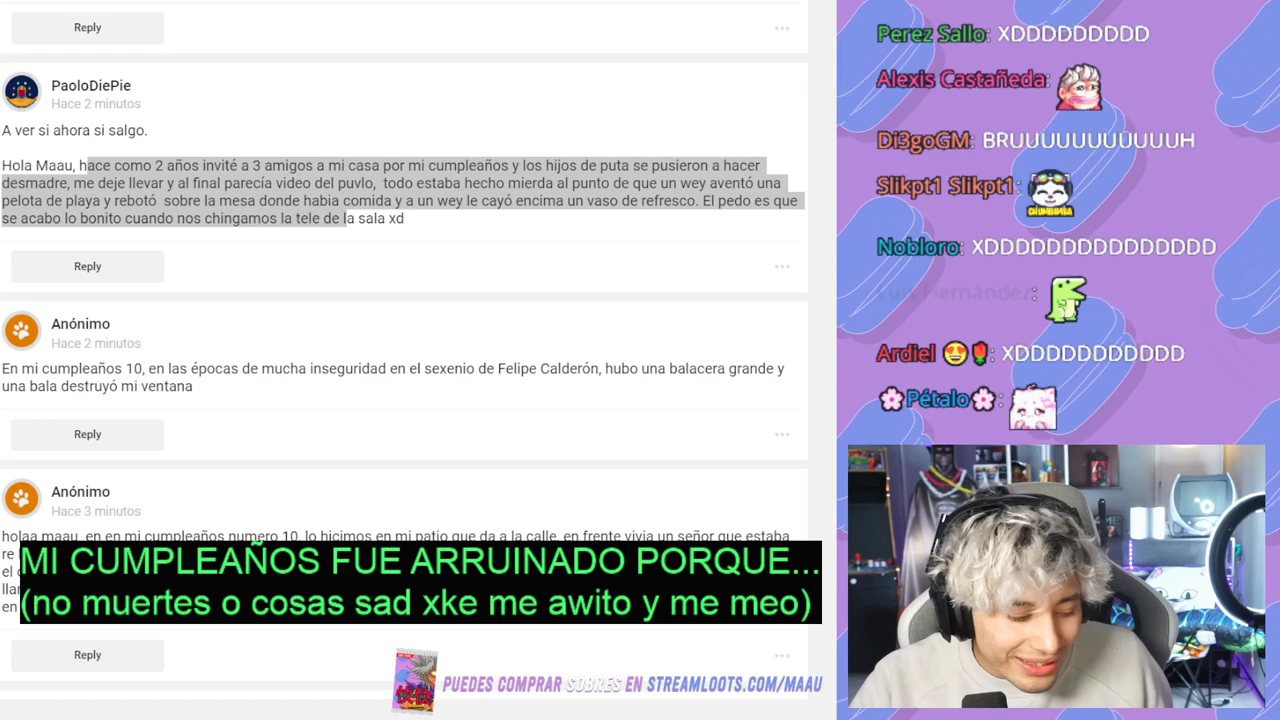 Reply
PaoloDiePie
Hace 2 minutos
A ver si ahora si salgo.
Hola Maau, hace como 2 años invité a 3 amigos a mi casa por mi cumpleaños y los hijos de puta se pusieron a hacer
desmadre, me deje llevar y al final parecía video del pwlo, todo estaba hecho mierda al punto de que un wey aventó una
pelota de playa y rebotó sobre la mesa donde habia comida y a un wey le cayó encima un vaso de refresco. El pedo es que
se acabo lo bonito cuando nos chingamos la tele de la sala xd
Reply
Anónimo
Hace 2 minutos
En mi cumpleaños 10, en las épocas de mucha inseguridad en el sexenio de Felipe Calderón, hubo una balacera grande y
una bala destruyó mi ventana
Reply
Anónimo
Hace 3 minutos
holaa maau, en en mi cumpleaños numero 10, lo hicimos en mi patio que da a la calle, en frente vivia un señor que estaba
re
MI CUMPLEAÑOS FUE ARRUINADO PORQUE...
(no muertes o cosas sad xke me awito y me meo)
Reply
PUEDES COMPRAR SOBRES EN STREAMLOOTS.COM/MAAU
Perez Sallo: XDDDDDDDDD
Alexis Castañeda:
Di3goGM: BRUUUUUUUUUUUH
Slikpt1 Slikpt1:
CHUMBIMBA
Nobloro: XDDDDDDDDDDDDDDD
Hernandez:
Ardiel 😍🌹: XDDDDDDDDDDD
🌸Pétalo🌸: